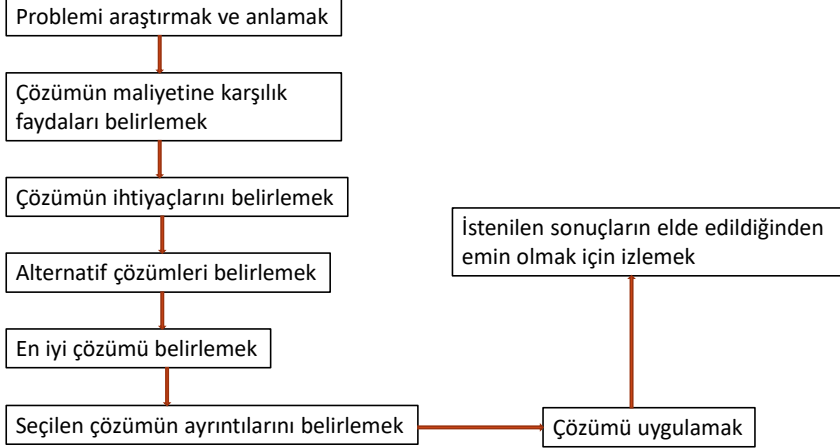 Problemi araştırmak ve anlamak
Çözümün maliyetine karşılık
faydaları belirlemek
Çözümün ihtiyaçlarını belirlemek
Alternatif çözümleri belirlemek
En iyi çözümü belirlemek
Seçilen çözümün ayrıntılarını belirlemek
Çözümü uygulamak
İstenilen sonuçların elde edildiğinden
emin olmak için izlemek